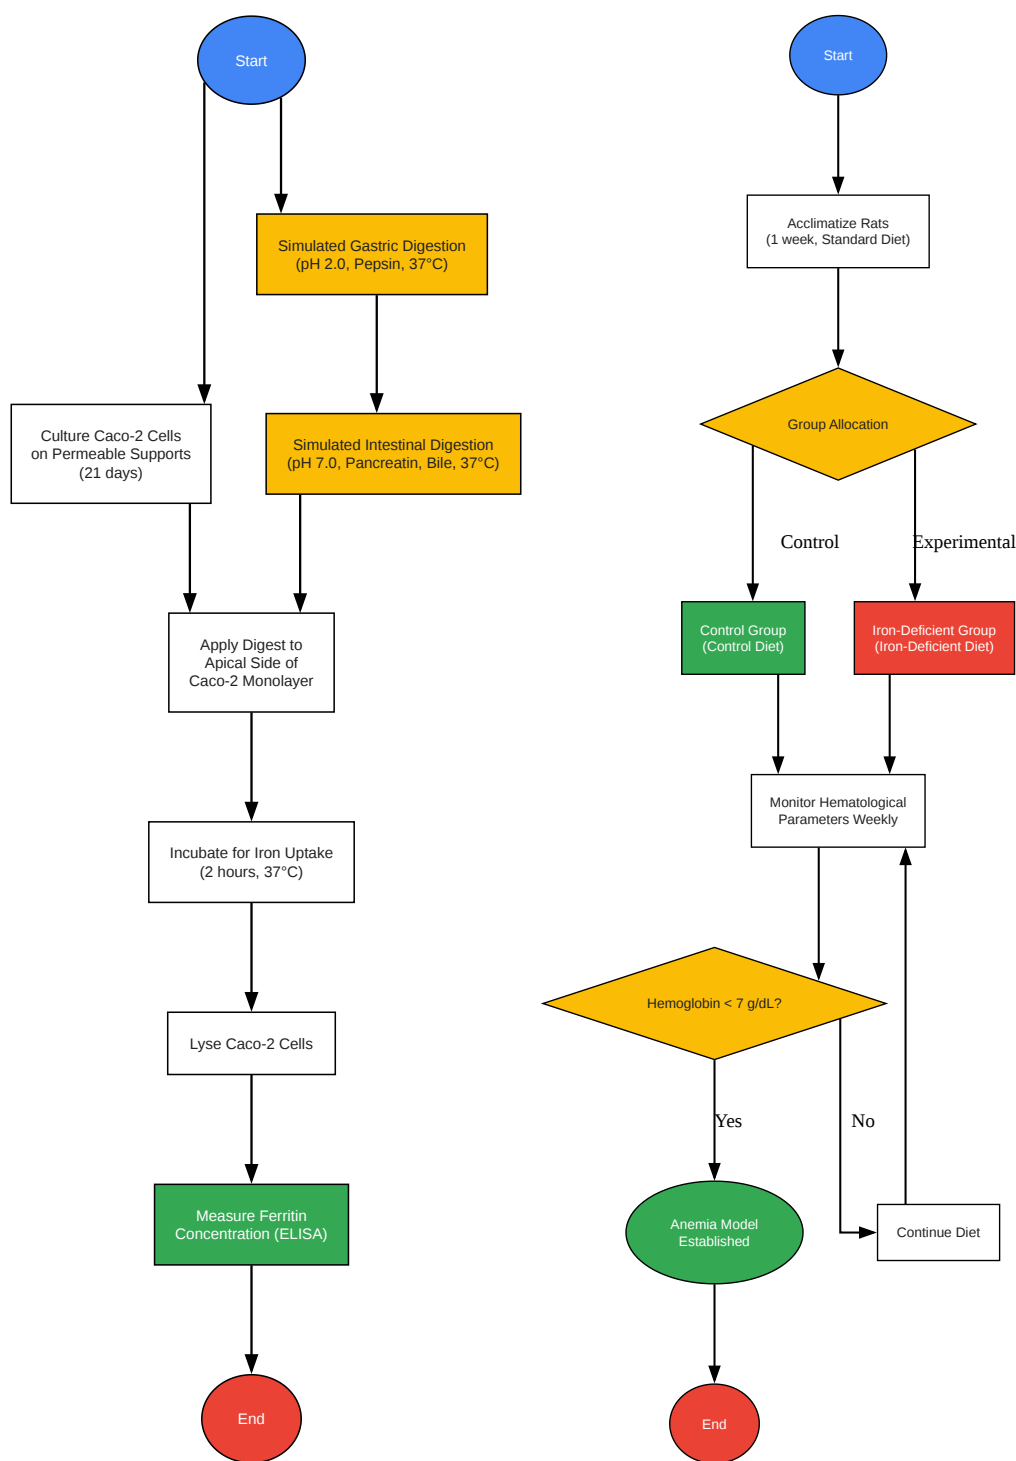 Start
Simulated Gastric Digestion
(pH 2.0, Pepsin, 37°C)
Culture Caco-2 Cells
on Permeable Supports
(21 days)
Simulated Intestinal Digestion
(pH 7.0, Pancreatin, Bile, 37°C)
Apply Digest to
Apical Side of
Caco-2 Monolayer
Incubate for Iron Uptake
(2 hours, 37°C)
Lyse Caco-2 Cells
Measure Ferritin
Concentration (ELISA)
End
Start
Acclimatize Rats
(1 week, Standard Diet)
Group Allocation
Control
Experimental
Control Group
(Control Diet)
Iron-Deficient Group
(Iron-Deficient Diet)
Monitor Hematological
Parameters Weekly
Hemoglobin < 7 g/dL?
Yes
No
Anemia Model
Established
Continue Diet
End